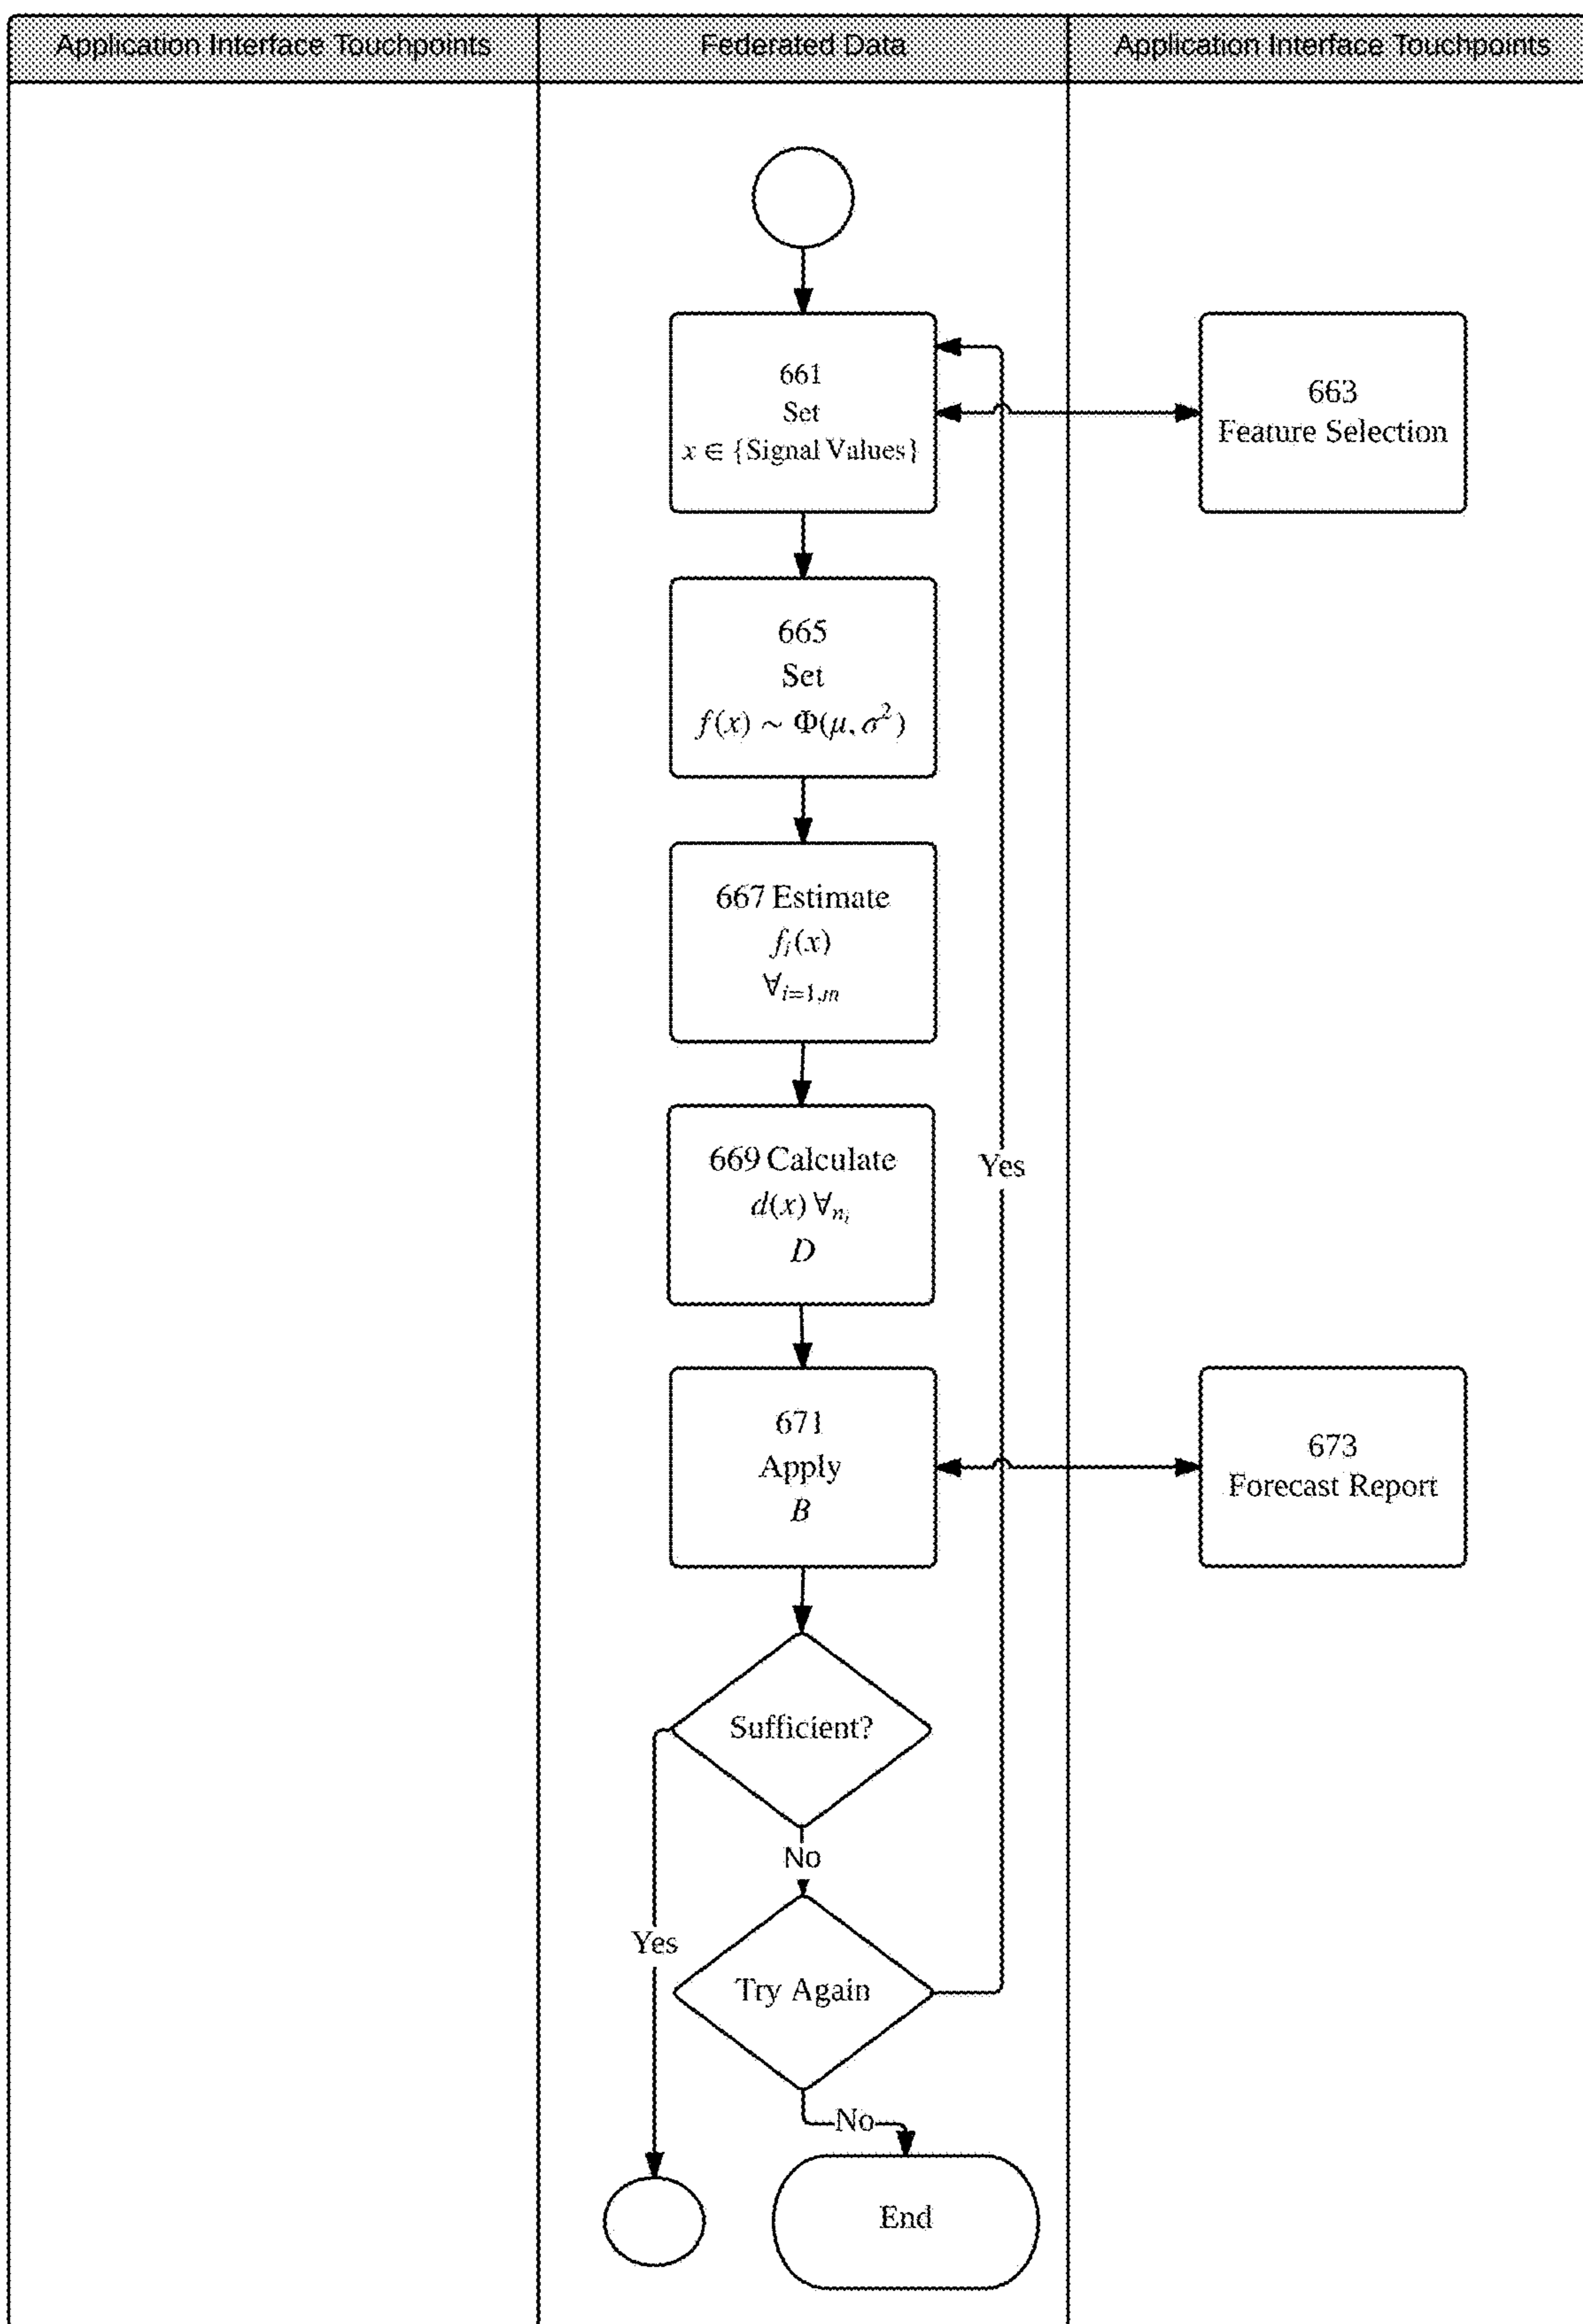 Application Interface Touchpoints
Federated Data
Application Interface Touchpoints
661
Set
x ∈ {Signal Values}
663
Feature Selection
665
Set
f(x) ~ Φ(μ, σ²)
667 Estimate
fᵢ(x)
∀i=1,n
669 Calculate
d(x) ∀nᵢ
D
Yes
671
Apply
B
673
Forecast Report
Sufficient?
No
Yes
Try Again
No
End